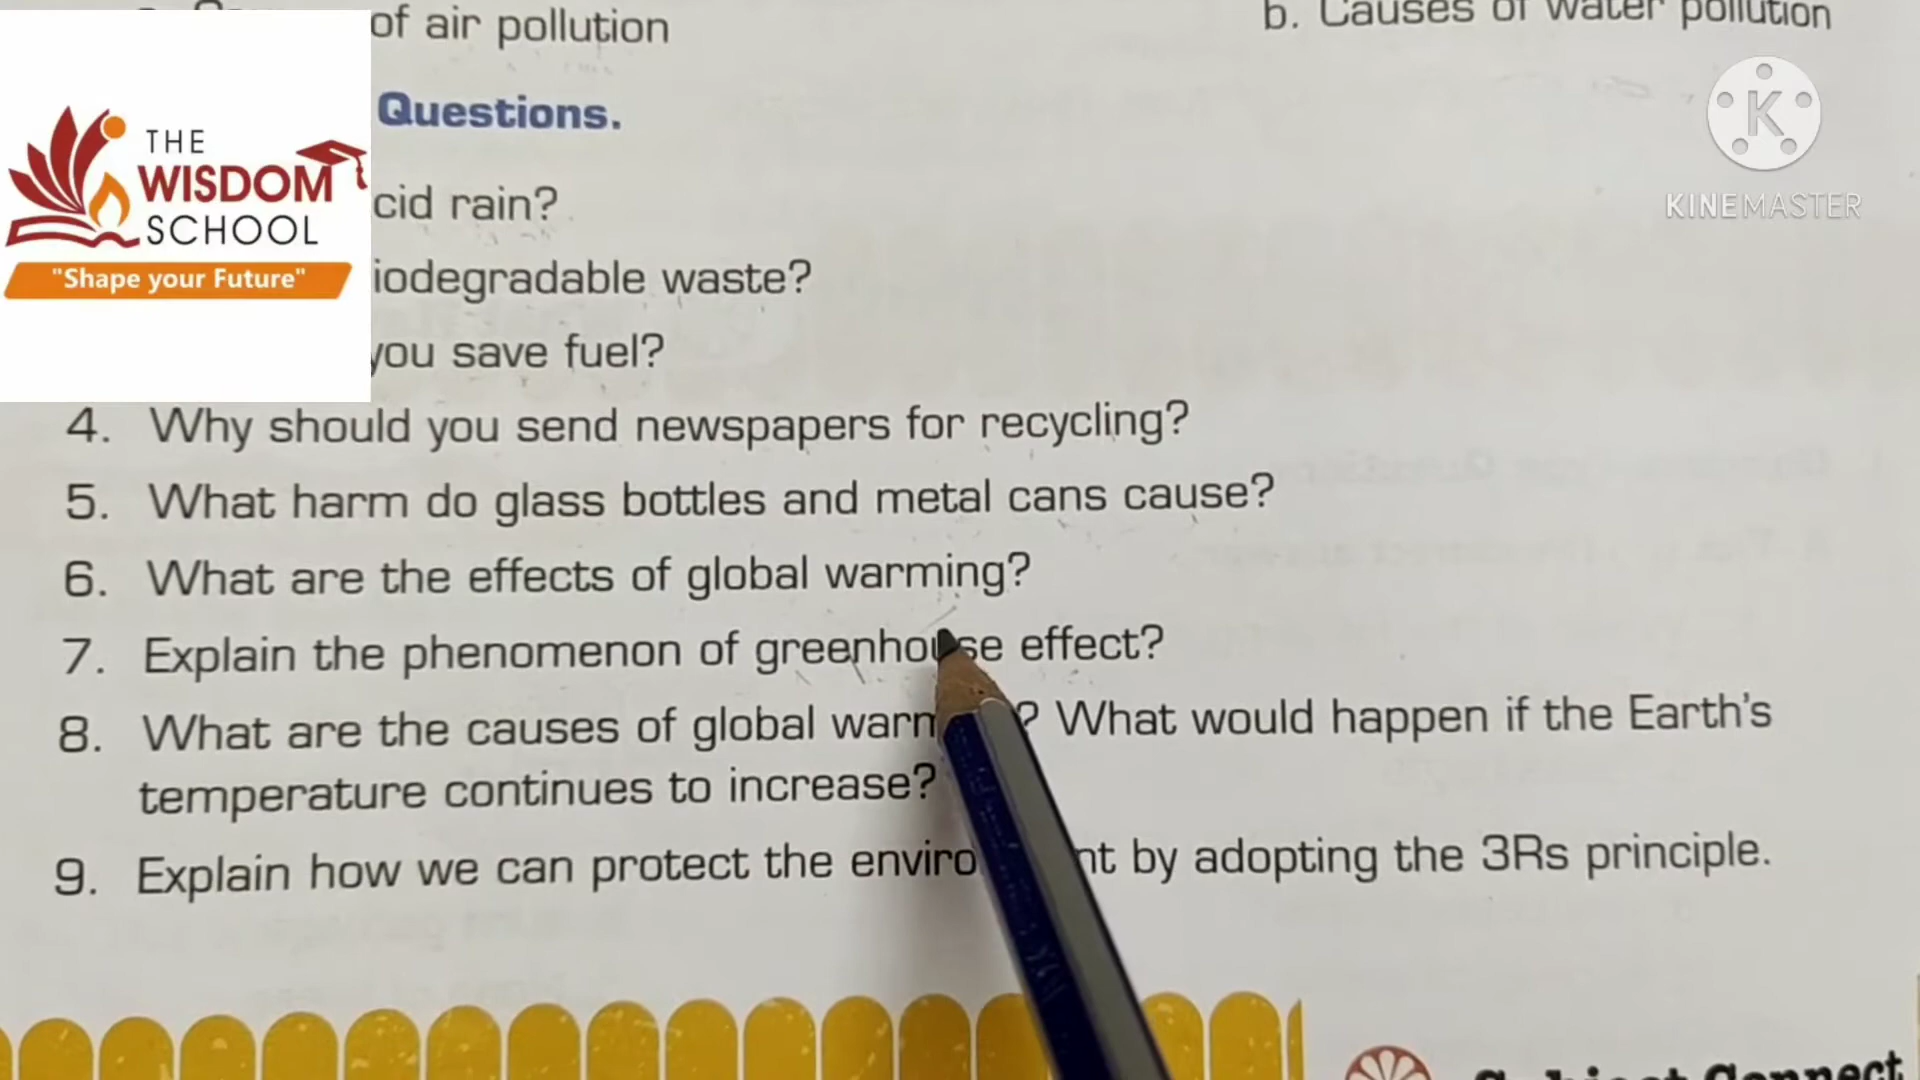 of air pollution
b. Causes of water pollution
Questions.
THE
WISDOM
SCHOOL
"Shape your Future"
KINEMASTER
K
cid rain?
iodegradable waste?
you save fuel?
4. Why should you send newspapers for recycling?
5. What harm do glass bottles and metal cans cause?
6. What are the effects of global warming?
7. Explain the phenomenon of greenhouse effect?
8. What are the causes of global warm ? What would happen if the Earth's
temperature continues to increase?
9. Explain how we can protect the enviro nt by adopting the 3Rs principle.
Subject Connect